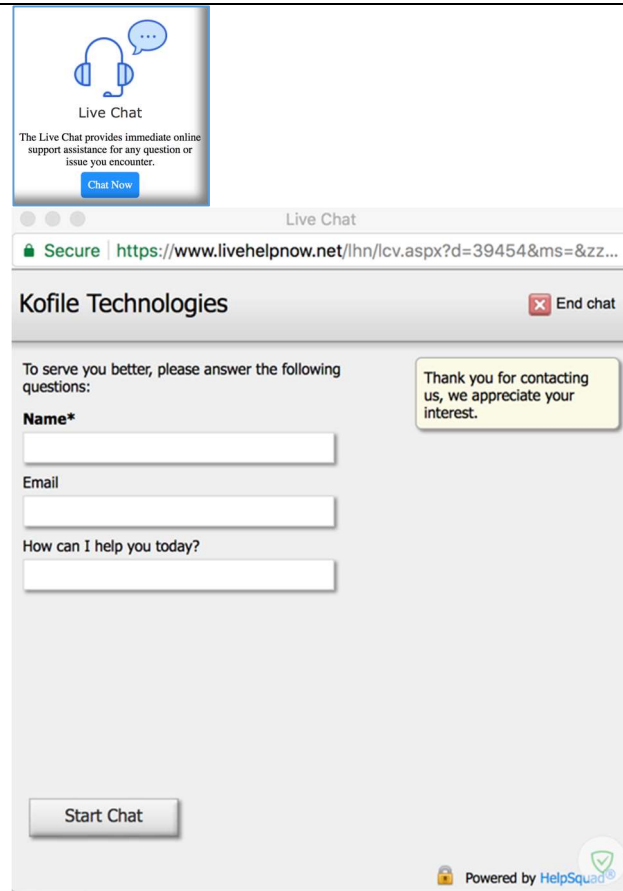 Live Chat
The Live Chat provides immediate online
support assistance for any question or
issue you encounter.
Chat Now
Live Chat
Secure | https://www.livehelpnow.net/lhn/lcv.aspx?d=39454&ms=&zz...
Kofile Technologies
End chat
To serve you better, please answer the following
questions:
Thank you for contacting
us, we appreciate your
interest.
Name*
Email
How can I help you today?
Start Chat
Powered by HelpSquad®